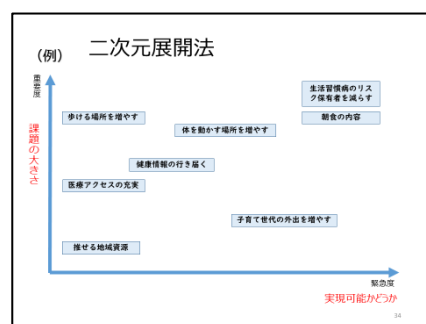 (例) 二次元展開法
重要度
課題の大きさ
生活習慣病のリス
ク保有者を減らす
歩ける場所を増やす
朝食の内容
体を動かす場所を増やす
健康情報の行き届く
医療アクセスの充実
子育て世代の外出を増やす
推せる地域資源
緊急度
実現可能かどうか
34